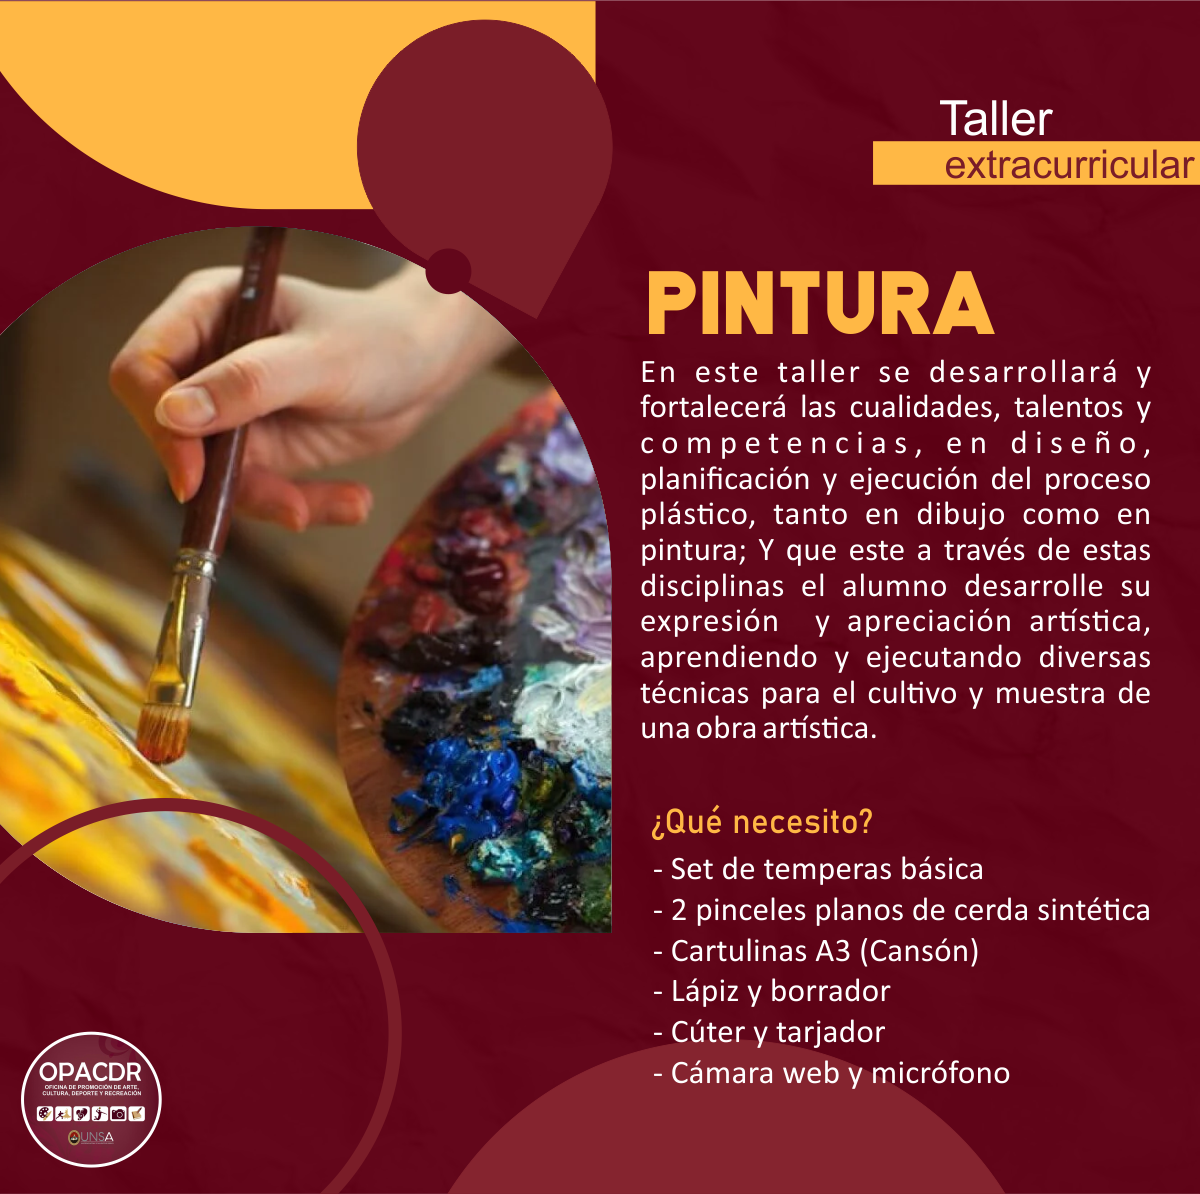 Taller
extracurricular
PINTURA
En este taller se desarrollará y
fortalecerá las cualidades, talentos y
competencias, en diseño,
planificación y ejecución del proceso
plástico, tanto en dibujo como en
pintura; Y que este a través de estas
disciplinas el alumno desarrolle su
expresión y apreciación artística,
aprendiendo y ejecutando diversas
técnicas para el cultivo y muestra de
una obra artística.
¿Qué necesito?
- Set de temperas básica
- 2 pinceles planos de cerda sintética
- Cartulinas A3 (Cansón)
- Lápiz y borrador
- Cúter y tarjador
- Cámara web y micrófono
OPACDR
OFICINA DE PROMOCIÓN DE ARTE,
CULTURA, DEPORTE Y RECREACIÓN
UNSA